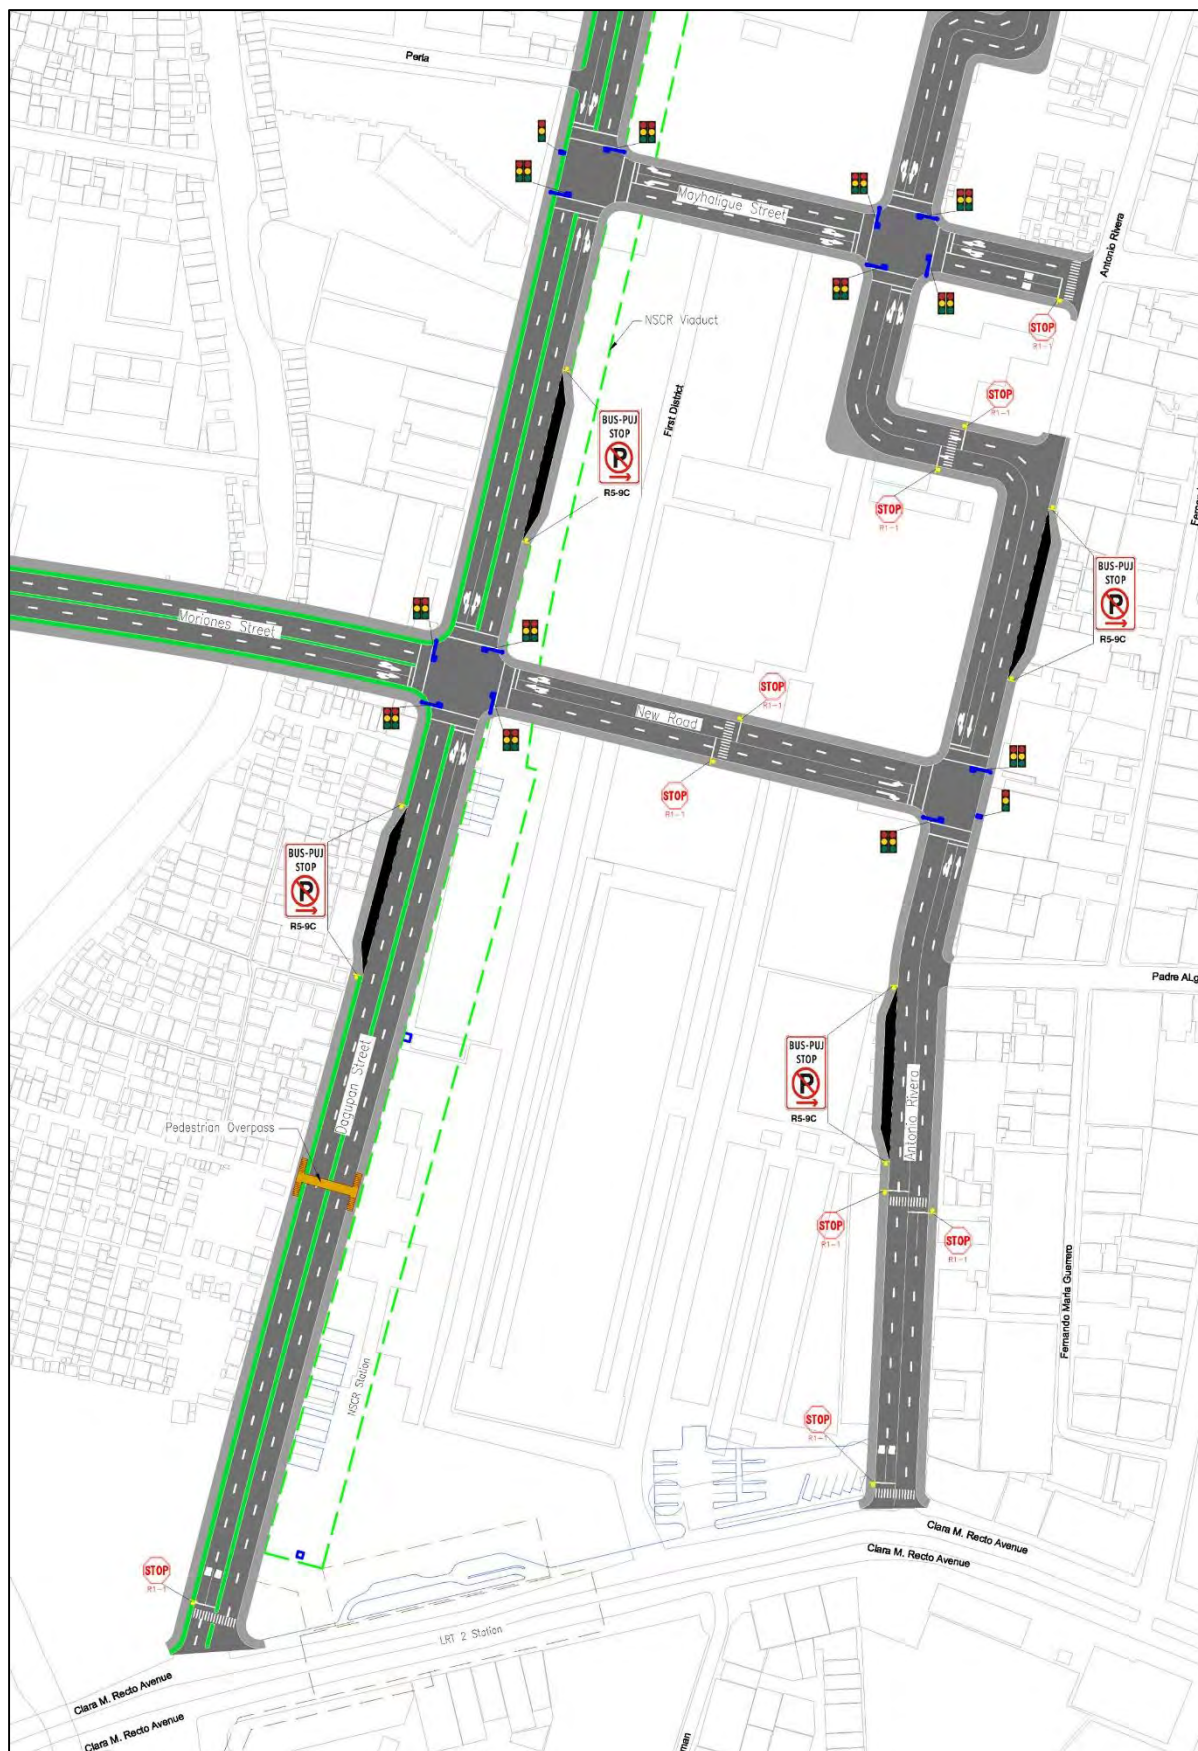 Perla
Mayhaligue Street
Antonio Rivera
STOP
R1-1
NSCR Viaduct
First District
STOP
R1-1
BUS-PUJ
STOP
P
R5-9C
STOP
R1-1
BUS-PUJ
STOP
P
R5-9C
Moriones Street
New Road
STOP
R1-1
STOP
R1-1
BUS-PUJ
STOP
P
R5-9C
Padre ALg
BUS-PUJ
STOP
P
R5-9C
Dagupan Street
Antonio Rivera
Pedestrian Overpass
STOP
R1-1
STOP
R1-1
Fernando Maria Guerrero
NSCR Station
STOP
R1-1
Clara M. Recto Avenue
Clara M. Recto Avenue
STOP
R1-1
LRT 2 Station
Clara M. Recto Avenue
Clara M. Recto Avenue
man